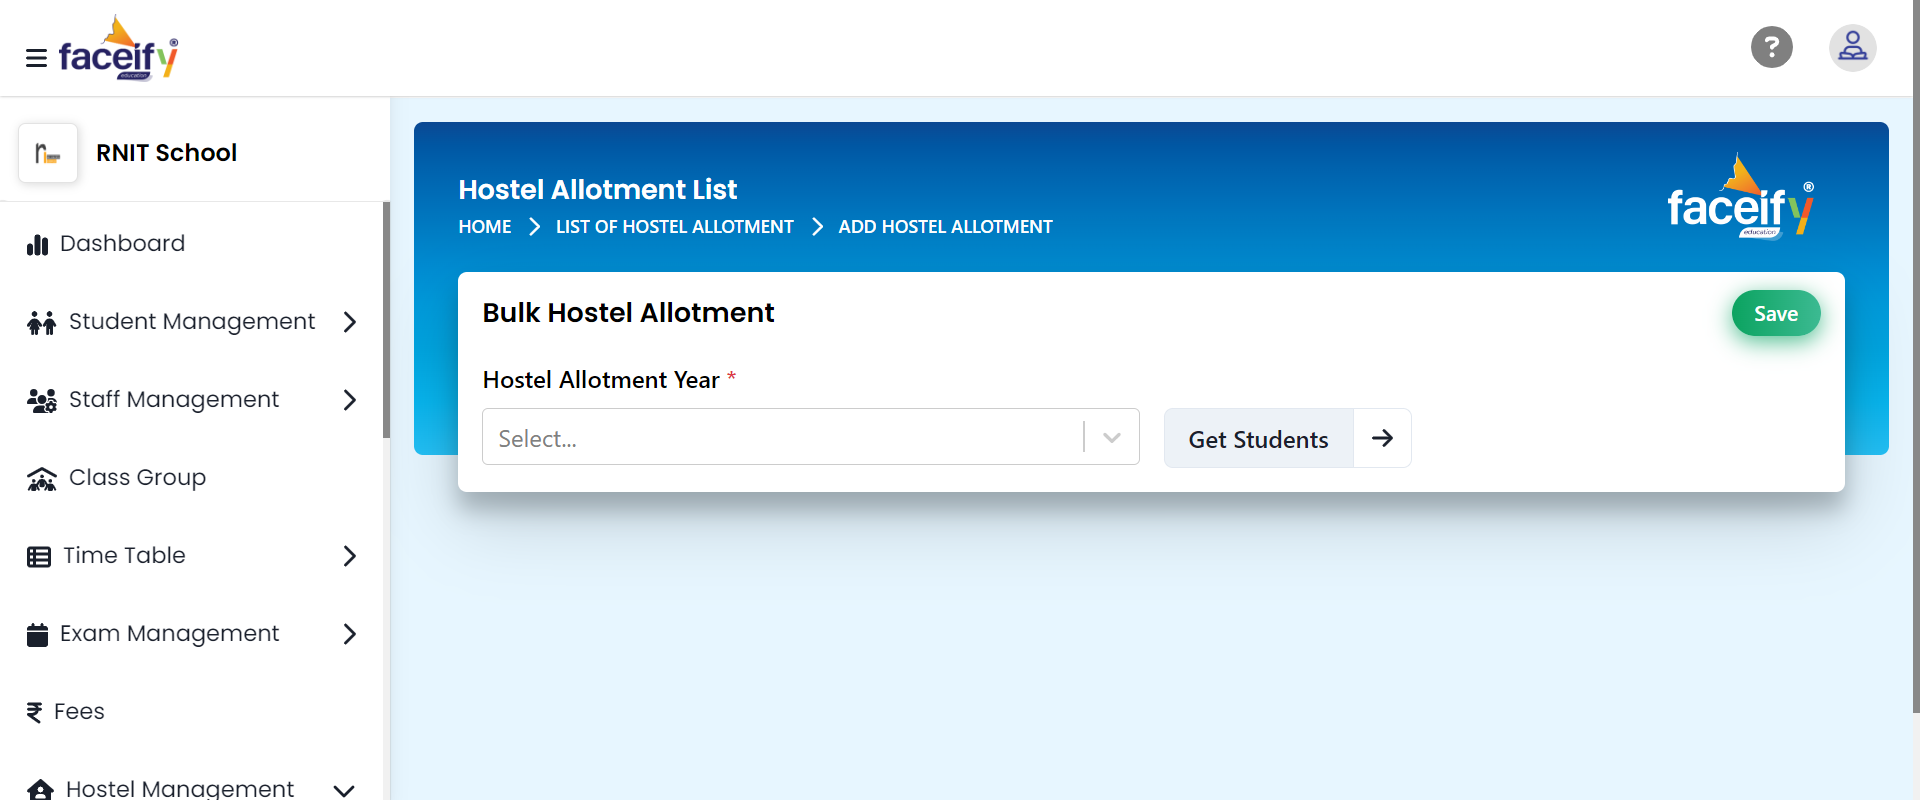 faceify®
education
?
RNIT School
Dashboard
Student Management
Staff Management
Class Group
Time Table
Exam Management
₹ Fees
Hostel Management
Hostel Allotment List
HOME > LIST OF HOSTEL ALLOTMENT > ADD HOSTEL ALLOTMENT
faceify®
education
Bulk Hostel Allotment
Save
Hostel Allotment Year *
Select...
Get Students →